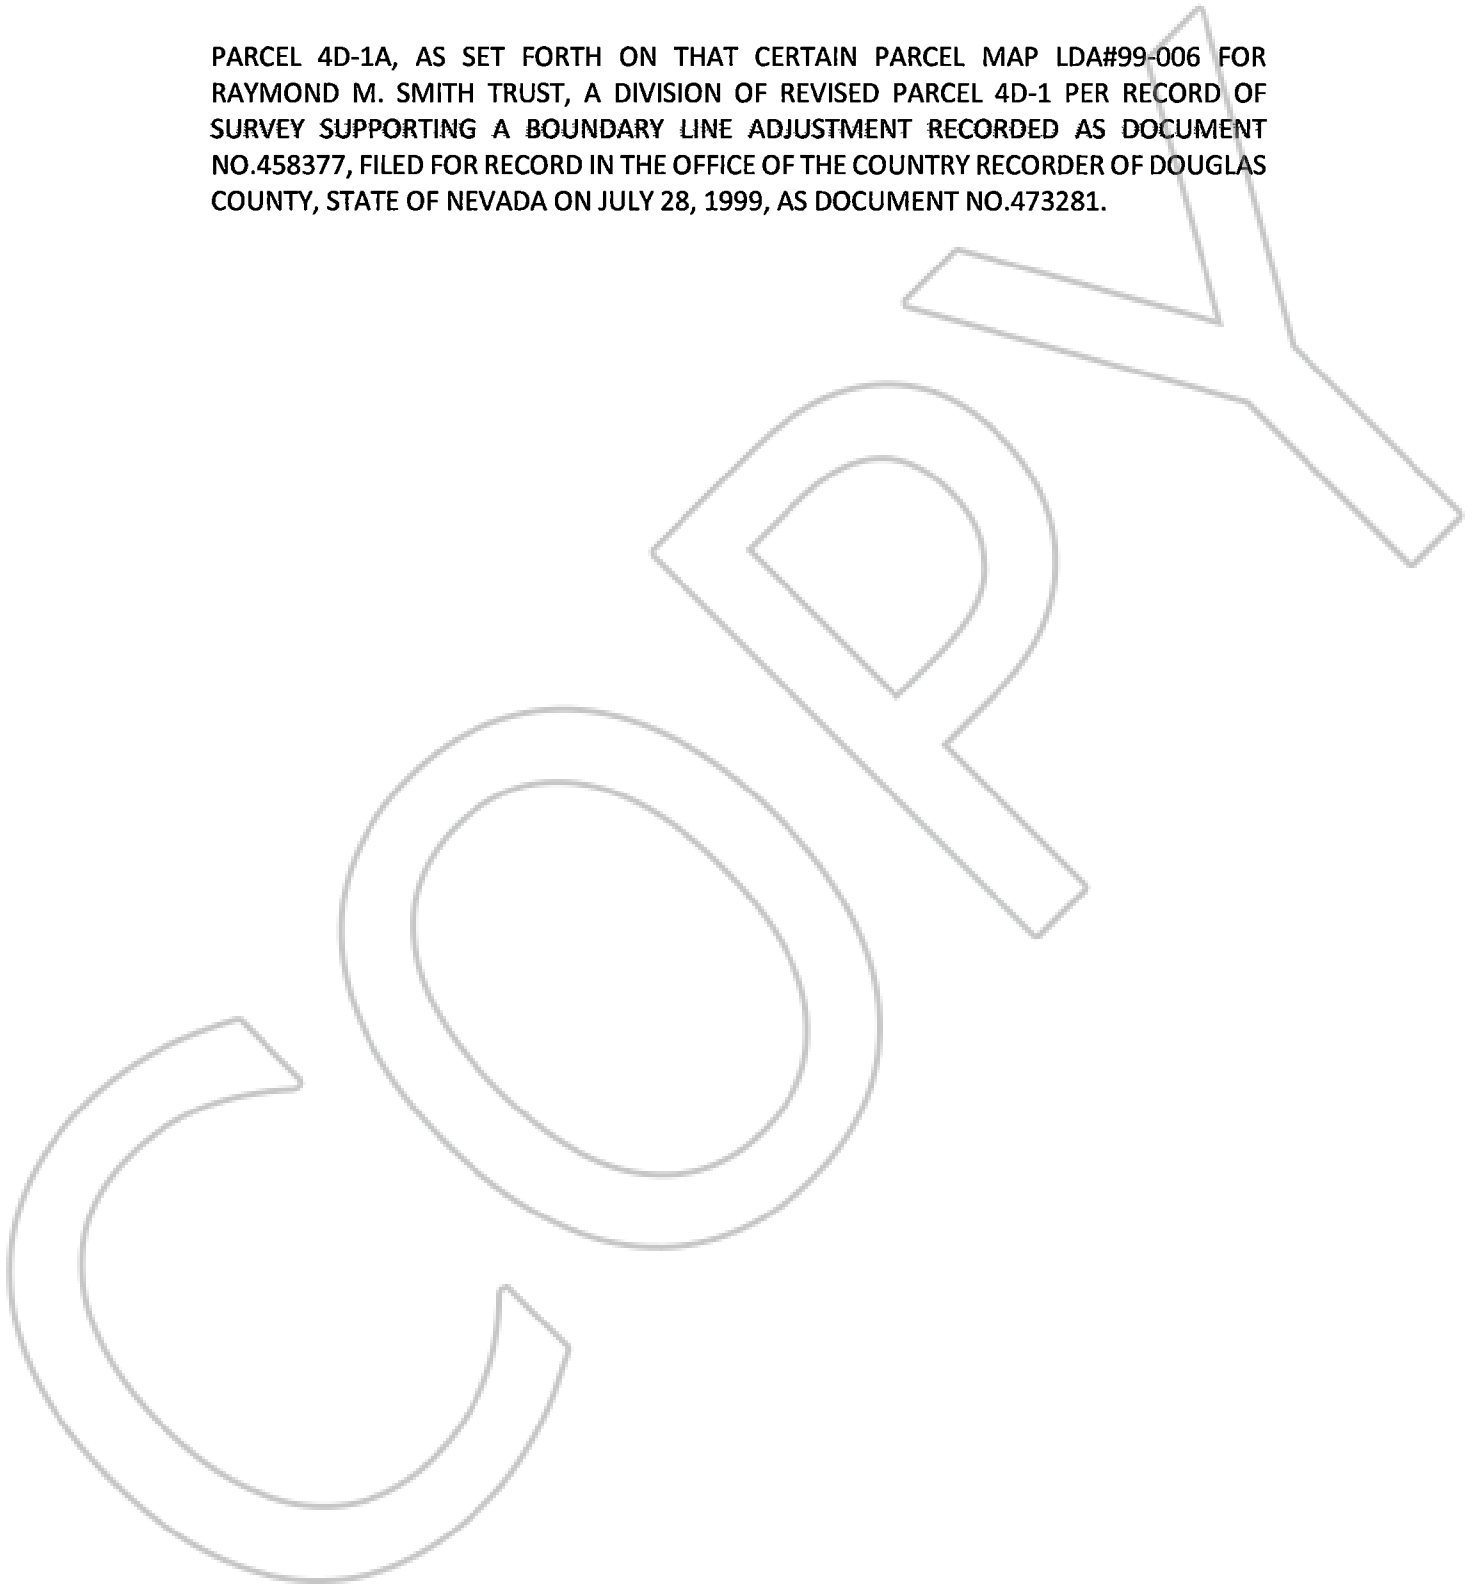 PARCEL 4D-1A, AS SET FORTH ON THAT CERTAIN PARCEL MAP LDA#99-006 FOR
RAYMOND M. SMITH TRUST, A DIVISION OF REVISED PARCEL 4D-1 PER RECORD OF
SURVEY SUPPORTING A BOUNDARY LINE ADJUSTMENT RECORDED AS DOCUMENT
NO.458377, FILED FOR RECORD IN THE OFFICE OF THE COUNTRY RECORDER OF DOUGLAS
COUNTY, STATE OF NEVADA ON JULY 28, 1999, AS DOCUMENT NO.473281.
COPY